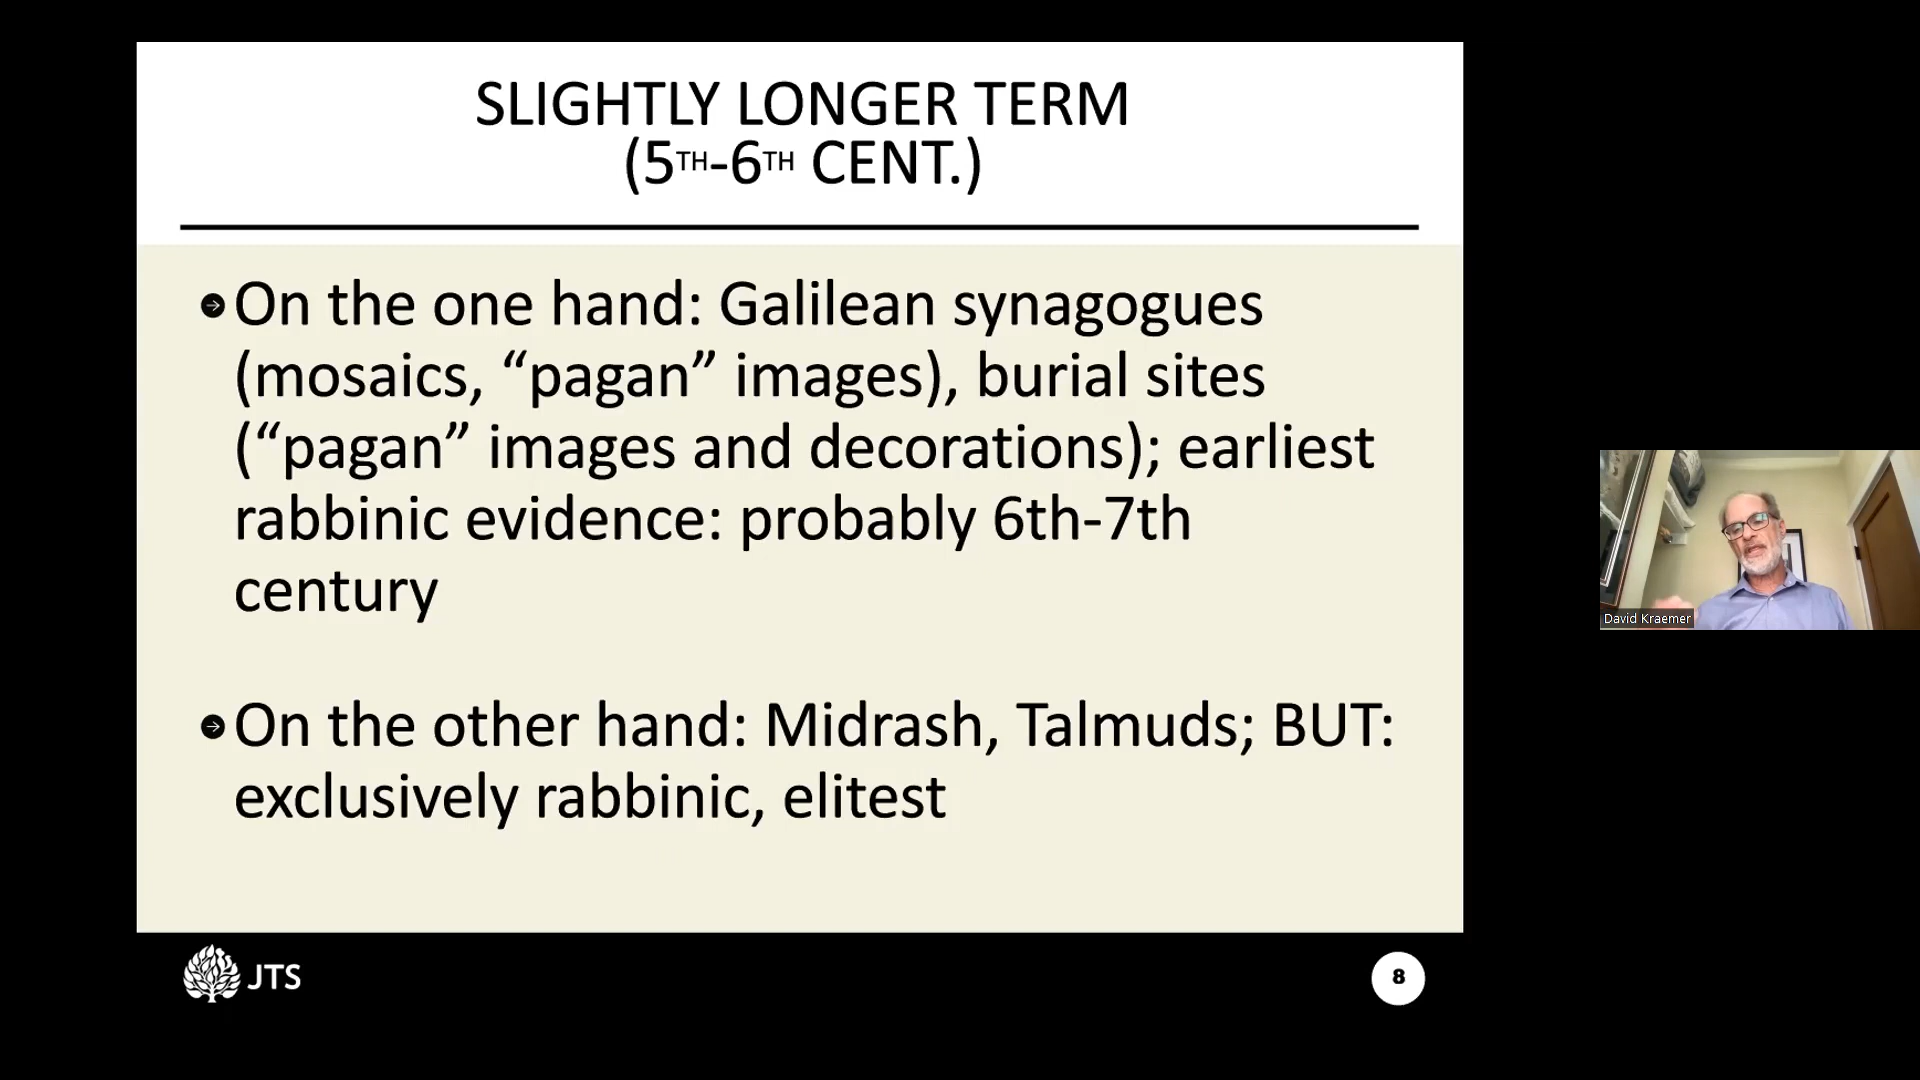 SLIGHTLY LONGER TERM
(5TH-6TH CENT.)
On the one hand: Galilean synagogues
(mosaics, “pagan” images), burial sites
(“pagan” images and decorations); earliest
rabbinic evidence: probably 6th-7th
century
On the other hand: Midrash, Talmuds; BUT:
exclusively rabbinic, elitest
JTS
8
David Kraemer